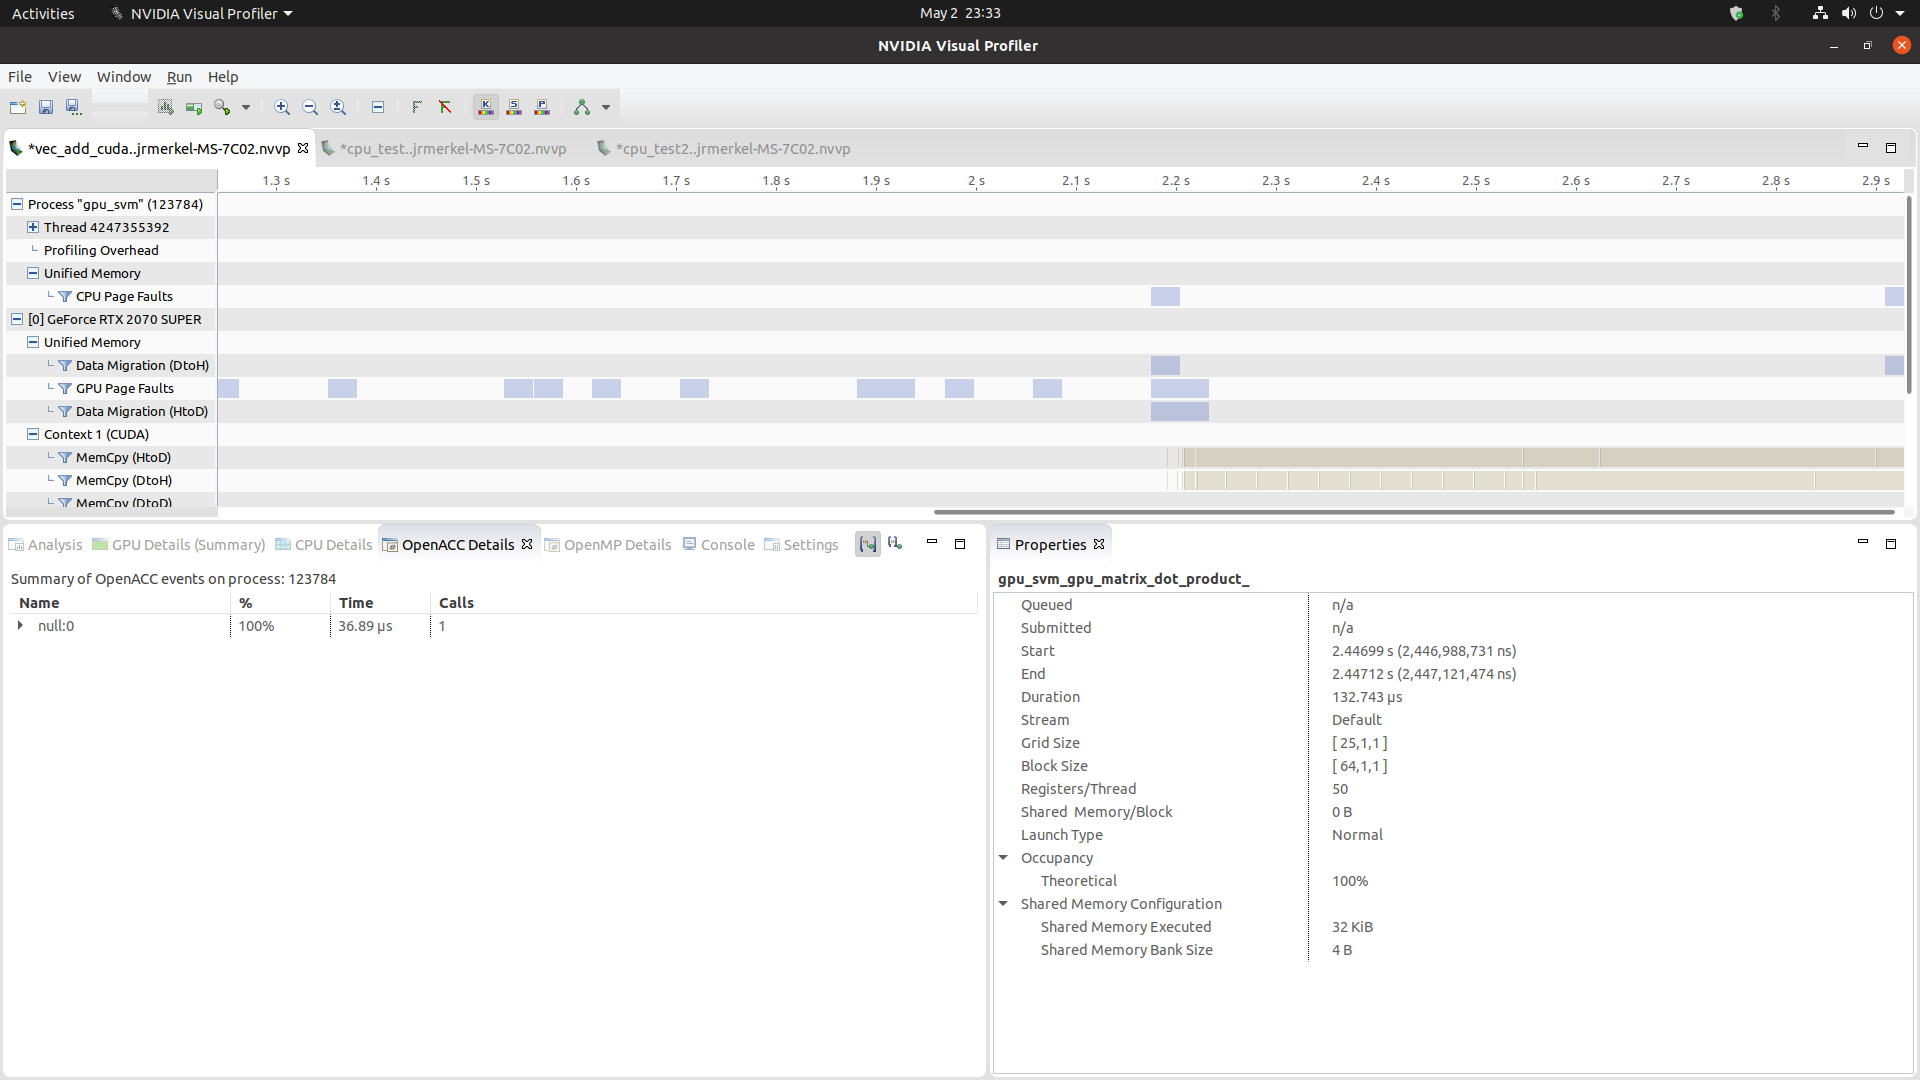 Activities NVIDIA Visual Profiler May 2 23:33
NVIDIA Visual Profiler
File View Window Run Help
K S P
*vec_add_cuda..jrmerkel-MS-7C02.nvvp *cpu_test..jrmerkel-MS-7C02.nvvp *cpu_test2..jrmerkel-MS-7C02.nvvp
1.3 s 1.4 s 1.5 s 1.6 s 1.7 s 1.8 s 1.9 s 2 s 2.1 s 2.2 s 2.3 s 2.4 s 2.5 s 2.6 s 2.7 s 2.8 s 2.9 s
Process "gpu_svm" (123784)
Thread 4247355392
Profiling Overhead
Unified Memory
CPU Page Faults
[0] GeForce RTX 2070 SUPER
Unified Memory
Data Migration (DtoH)
GPU Page Faults
Data Migration (HtoD)
Context 1 (CUDA)
MemCpy (HtoD)
MemCpy (DtoH)
MemCpy (DtoD)
Analysis GPU Details (Summary) CPU Details OpenACC Details OpenMP Details Console Settings
Summary of OpenACC events on process: 123784
Name % Time Calls
null:0 100% 36.89 µs 1
Properties
gpu_svm_gpu_matrix_dot_product_
Queued n/a
Submitted n/a
Start 2.44699 s (2,446,988,731 ns)
End 2.44712 s (2,447,121,474 ns)
Duration 132.743 µs
Stream Default
Grid Size [ 25,1,1 ]
Block Size [ 64,1,1 ]
Registers/Thread 50
Shared Memory/Block 0 B
Launch Type Normal
Occupancy
Theoretical 100%
Shared Memory Configuration
Shared Memory Executed 32 KiB
Shared Memory Bank Size 4 B